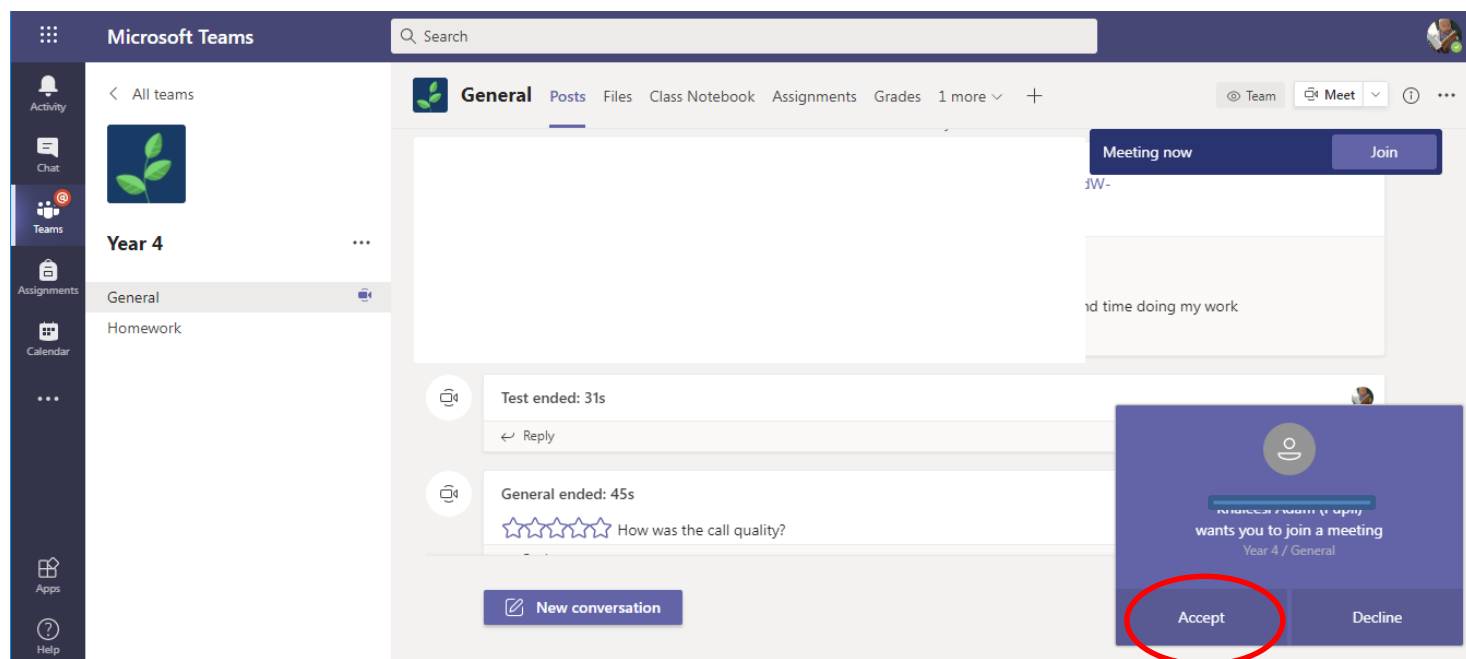 Microsoft Teams
Search
Activity
Chat
@
Teams
Assignments
Calendar
Apps
Help
All teams
Year 4
General
Homework
General Posts Files Class Notebook Assignments Grades 1 more
Team Meet
Meeting now Join
dW-
nd time doing my work
Test ended: 31s
Reply
General ended: 45s
How was the call quality?
New conversation
(Pupil)
wants you to join a meeting
Year 4 / General
Accept Decline